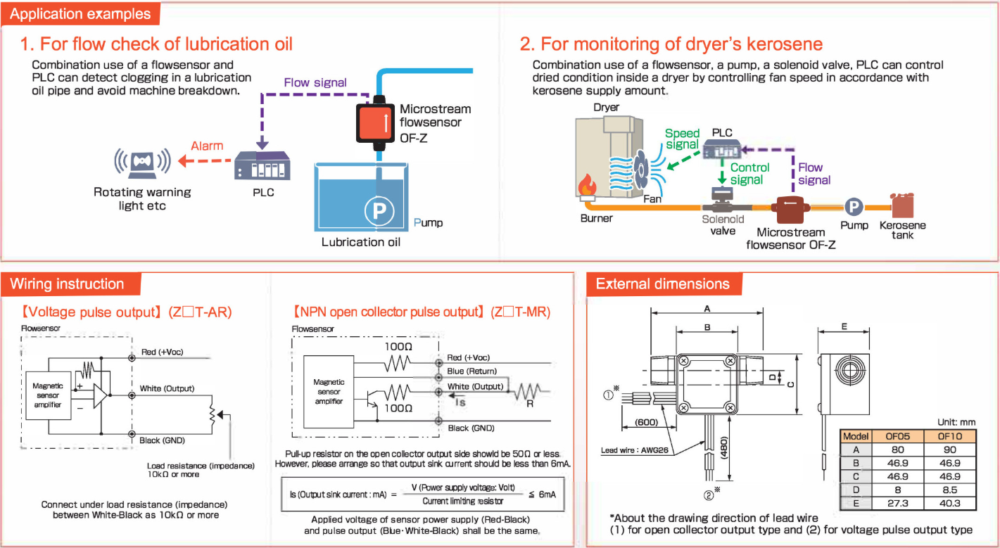 Application examples
1. For flow check of lubrication oil
Combination use of a flowsensor and
PLC can detect clogging in a lubrication
oil pipe and avoid machine breakdown.
Flow signal
Microstream
flowsensor
OF-Z
Alarm
Rotating warning
light etc
PLC
P
Pump
Lubrication oil
2. For monitoring of dryer's kerosene
Combination use of a flowsensor, a pump, a solenoid valve, PLC can control
dried condition inside a dryer by controlling fan speed in accordance with
kerosene supply amount.
Dryer
Speed
signal
PLC
Control
signal
Flow
signal
Fan
Burner
Solenoid
valve
Microstream
flowsensor OF-Z
P
Pump
Kerosene
tank
Wiring instruction
【Voltage pulse output】(Z□T-AR)
Flowsensor
Red (+Vcc)
Magnetic
sensor
amplifier
+
−
White (Output)
Black (GND)
Load resistance (impedance)
10kΩ or more
Connect under load resistance (impedance)
between White-Black as 10kΩ or more
【NPN open collector pulse output】(Z□T-MR)
Flowsensor
100Ω
Red (+Vcc)
Blue (Return)
Magnetic
sensor
amplifier
White (Output)
100Ω
Is
R
Black (GND)
Pull-up resistor on the open collector output side showld be 50Ω or less.
However, please arrange so that output sink current should be less than 6mA.
Is (Output sink current : mA) = V (Power supply voltage: Volt) / Current limiting resistor ≦ 6mA
Applied voltage of sensor power supply (Red-Black)
and pulse output (Blue·White-Black) shall be the same.
External dimensions
A
B
E
D
C
①※
(600)
Lead wire : AWG26
(480)
②※
Unit: mm
Model OF05 OF10
A 80 90
B 46.9 46.9
C 46.9 46.9
D 8 8.5
E 27.3 40.3
*About the drawing direction of lead wire
(1) for open collector output type and (2) for voltage pulse output type